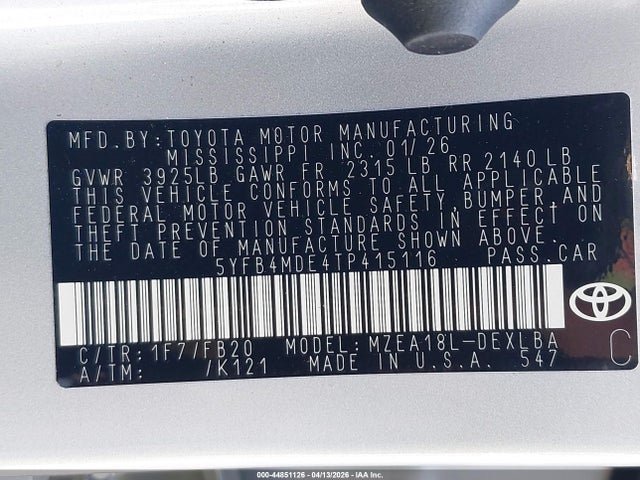 MFD. BY: TOYOTA MOTOR MANUFACTURING
MISSISSIPPI INC. 01/26
GVWR 3925LB GAWR FR 2315 LB RR 2140 LB
THIS VEHICLE CONFORMS TO ALL APPLICABLE
FEDERAL MOTOR VEHICLE SAFETY, BUMPER, AND
THEFT PREVENTION STANDARDS IN EFFECT ON
THE DATE OF MANUFACTURE SHOWN ABOVE.
5YFB4MDE4TP415116 PASS. CAR
C/TR: 1F7/FB20 MODEL: MZEA18L-DEXLBA
A/TM: /K121 MADE IN U.S.A. 547
C
000-44851126 - 04/13/2026 - IAA Inc.